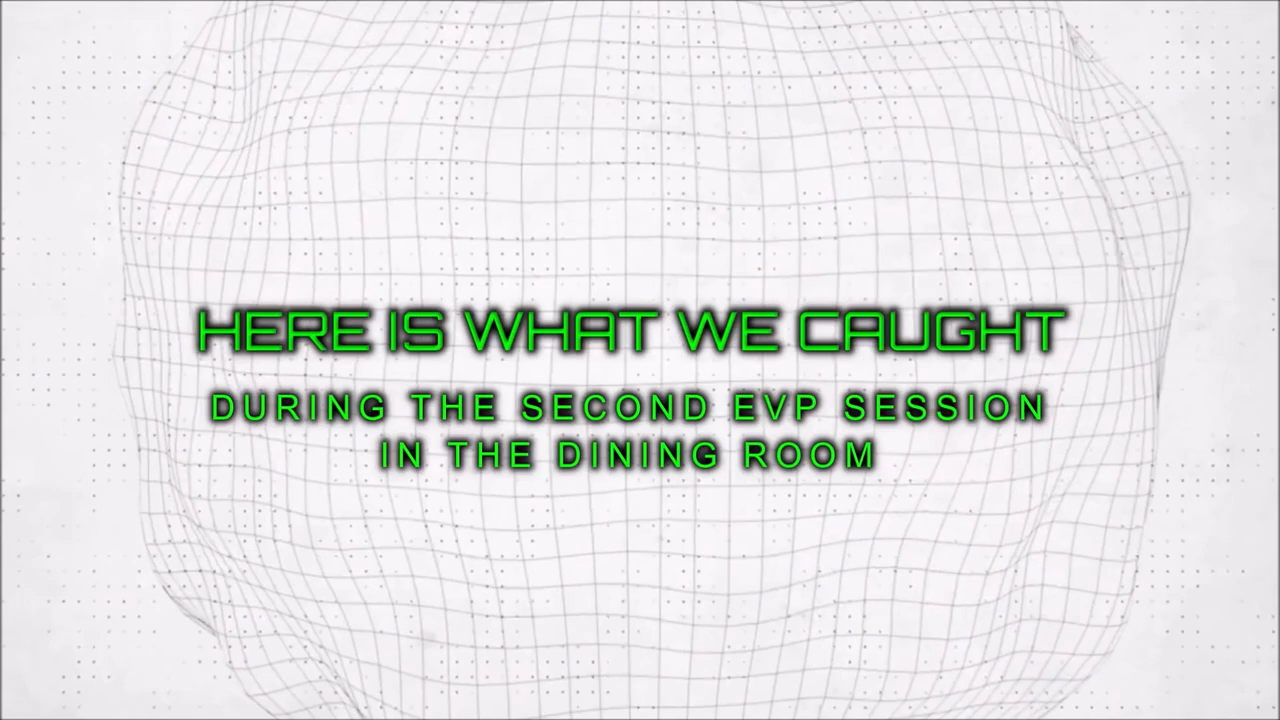 HERE IS WHAT WE CAUGHT
DURING THE SECOND EVP SESSION
IN THE DINING ROOM